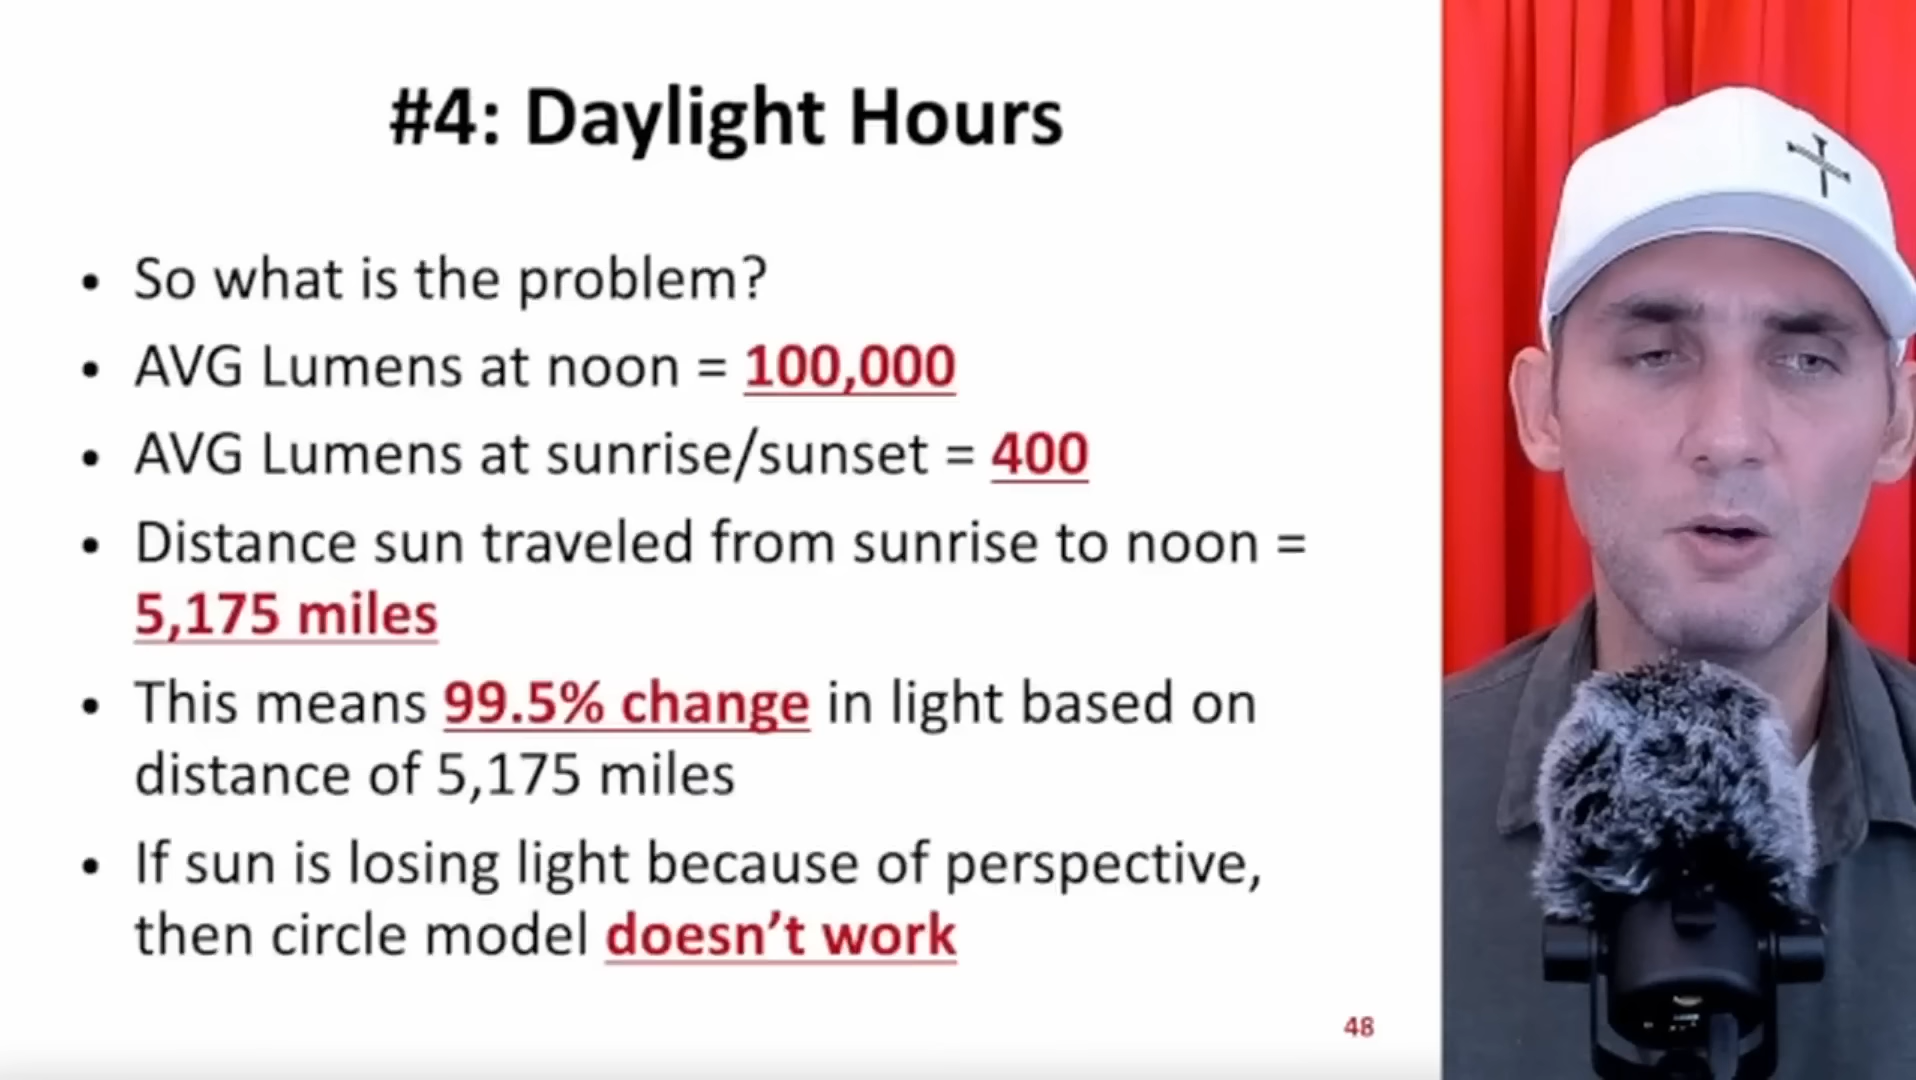 #4: Daylight Hours
• So what is the problem?
• AVG Lumens at noon = 100,000
• AVG Lumens at sunrise/sunset = 400
• Distance sun traveled from sunrise to noon =
5,175 miles
• This means 99.5% change in light based on
distance of 5,175 miles
• If sun is losing light because of perspective,
then circle model doesn’t work
48